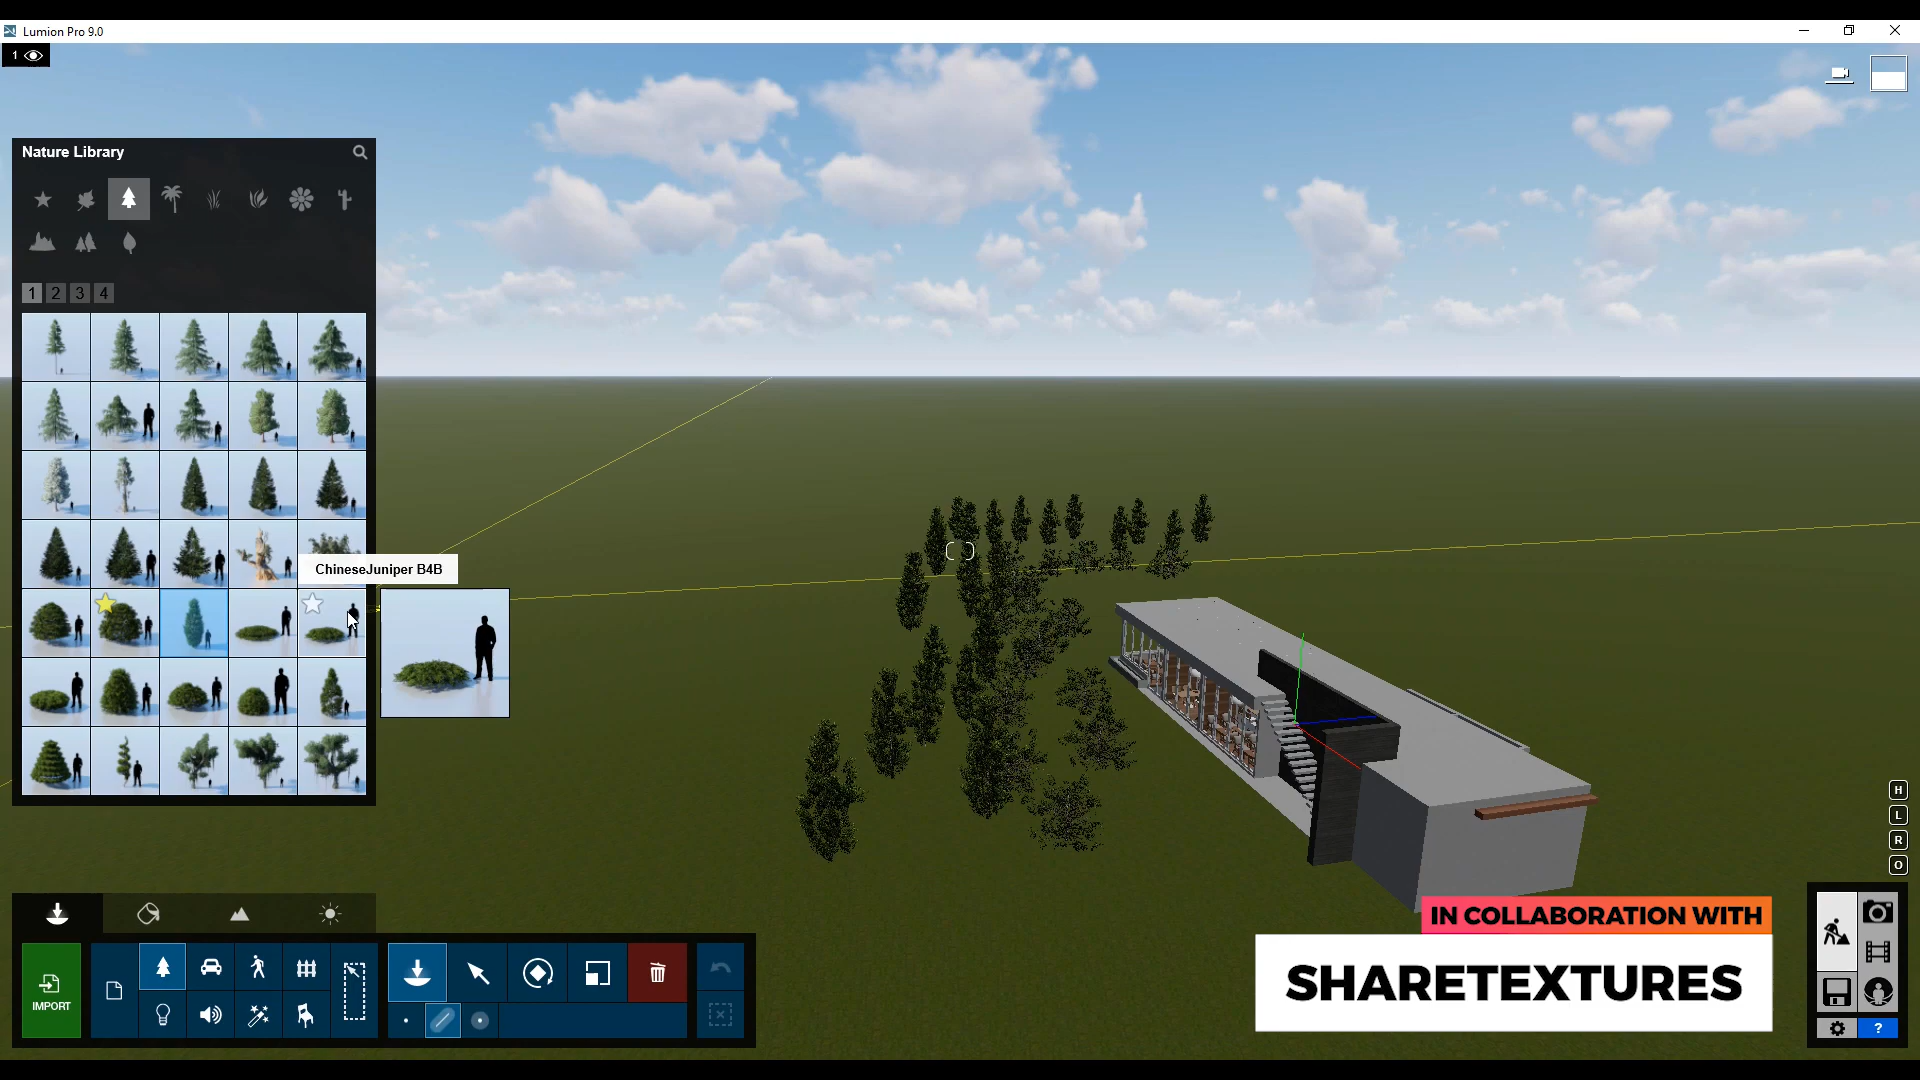 Lumion Pro 9.0
1
Nature Library
1 2 3 4
ChineseJuniper B4B
H
L
R
O
IN COLLABORATION WITH
SHARETEXTURES
IMPORT
?